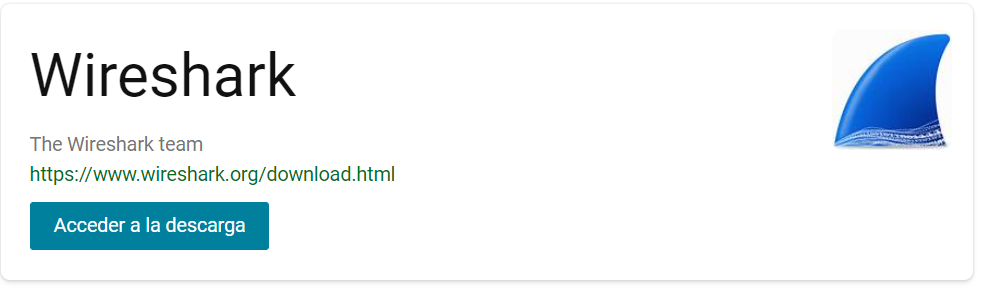 Wireshark
The Wireshark team
https://www.wireshark.org/download.html
Acceder a la descarga